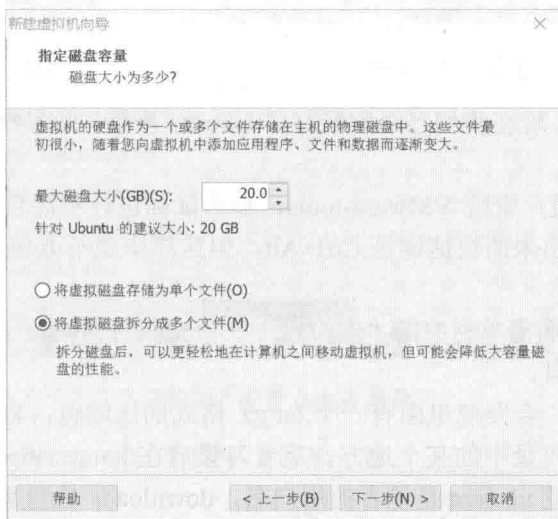 新建虚拟机向导
指定磁盘容量
磁盘大小为多少?
虚拟机的硬盘作为一个或多个文件存储在主机的物理磁盘中。这些文件最
初很小，随着您向虚拟机中添加应用程序、文件和数据而逐渐变大。
最大磁盘大小(GB)(S): 20.0
针对 Ubuntu 的建议大小: 20 GB
将虚拟磁盘存储为单个文件(O)
将虚拟磁盘拆分成多个文件(M)
拆分磁盘后，可以更轻松地在计算机之间移动虚拟机，但可能会降低大容量磁
盘的性能。
帮助 < 上一步(B) 下一步(N) > 取消